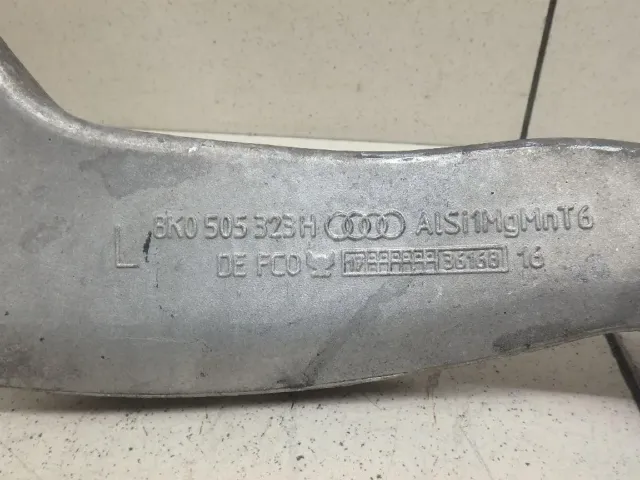 L 8K0 505 323 H AlSi1MgMnT6
DE FCO 16